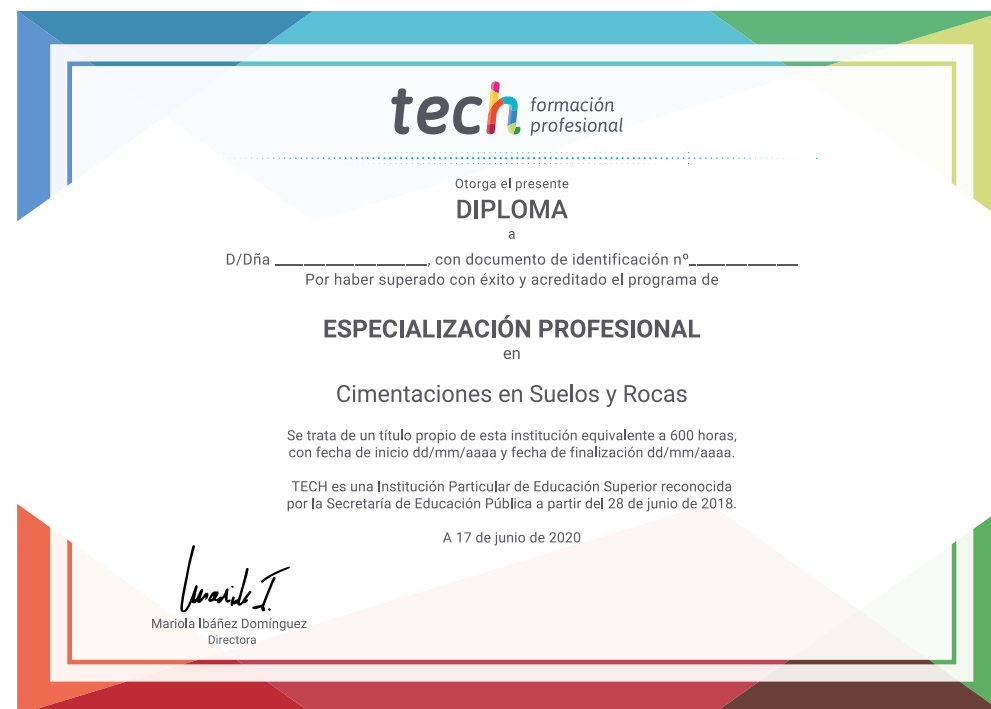 tech formación
profesional
Otorga el presente
DIPLOMA
a
D/Dña ____________________, con documento de identificación nº______________
Por haber superado con éxito y acreditado el programa de
ESPECIALIZACIÓN PROFESIONAL
en
Cimentaciones en Suelos y Rocas
Se trata de un título propio de esta institución equivalente a 600 horas,
con fecha de inicio dd/mm/aaaa y fecha de finalización dd/mm/aaaa.
TECH es una Institución Particular de Educación Superior reconocida
por la Secretaría de Educación Pública a partir del 28 de junio de 2018.
A 17 de junio de 2020
Mariola I.
Mariola Ibáñez Domínguez
Directora